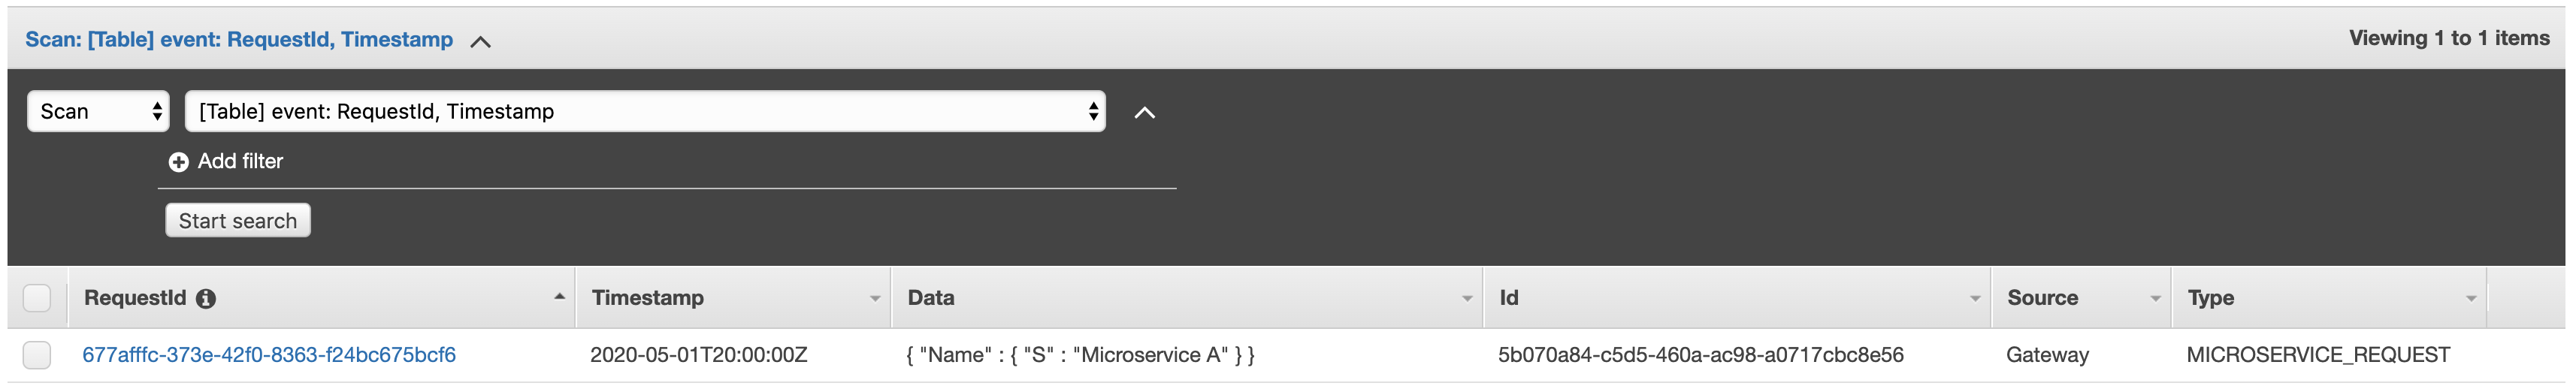 Scan: [Table] event: RequestId, Timestamp
Viewing 1 to 1 items
Scan
[Table] event: RequestId, Timestamp
Add filter
Start search
RequestId Timestamp Data Id Source Type
677afffc-373e-42f0-8363-f24bc675bcf6 2020-05-01T20:00:00Z { "Name" : { "S" : "Microservice A" } } 5b070a84-c5d5-460a-ac98-a0717cbc8e56 Gateway MICROSERVICE_REQUEST